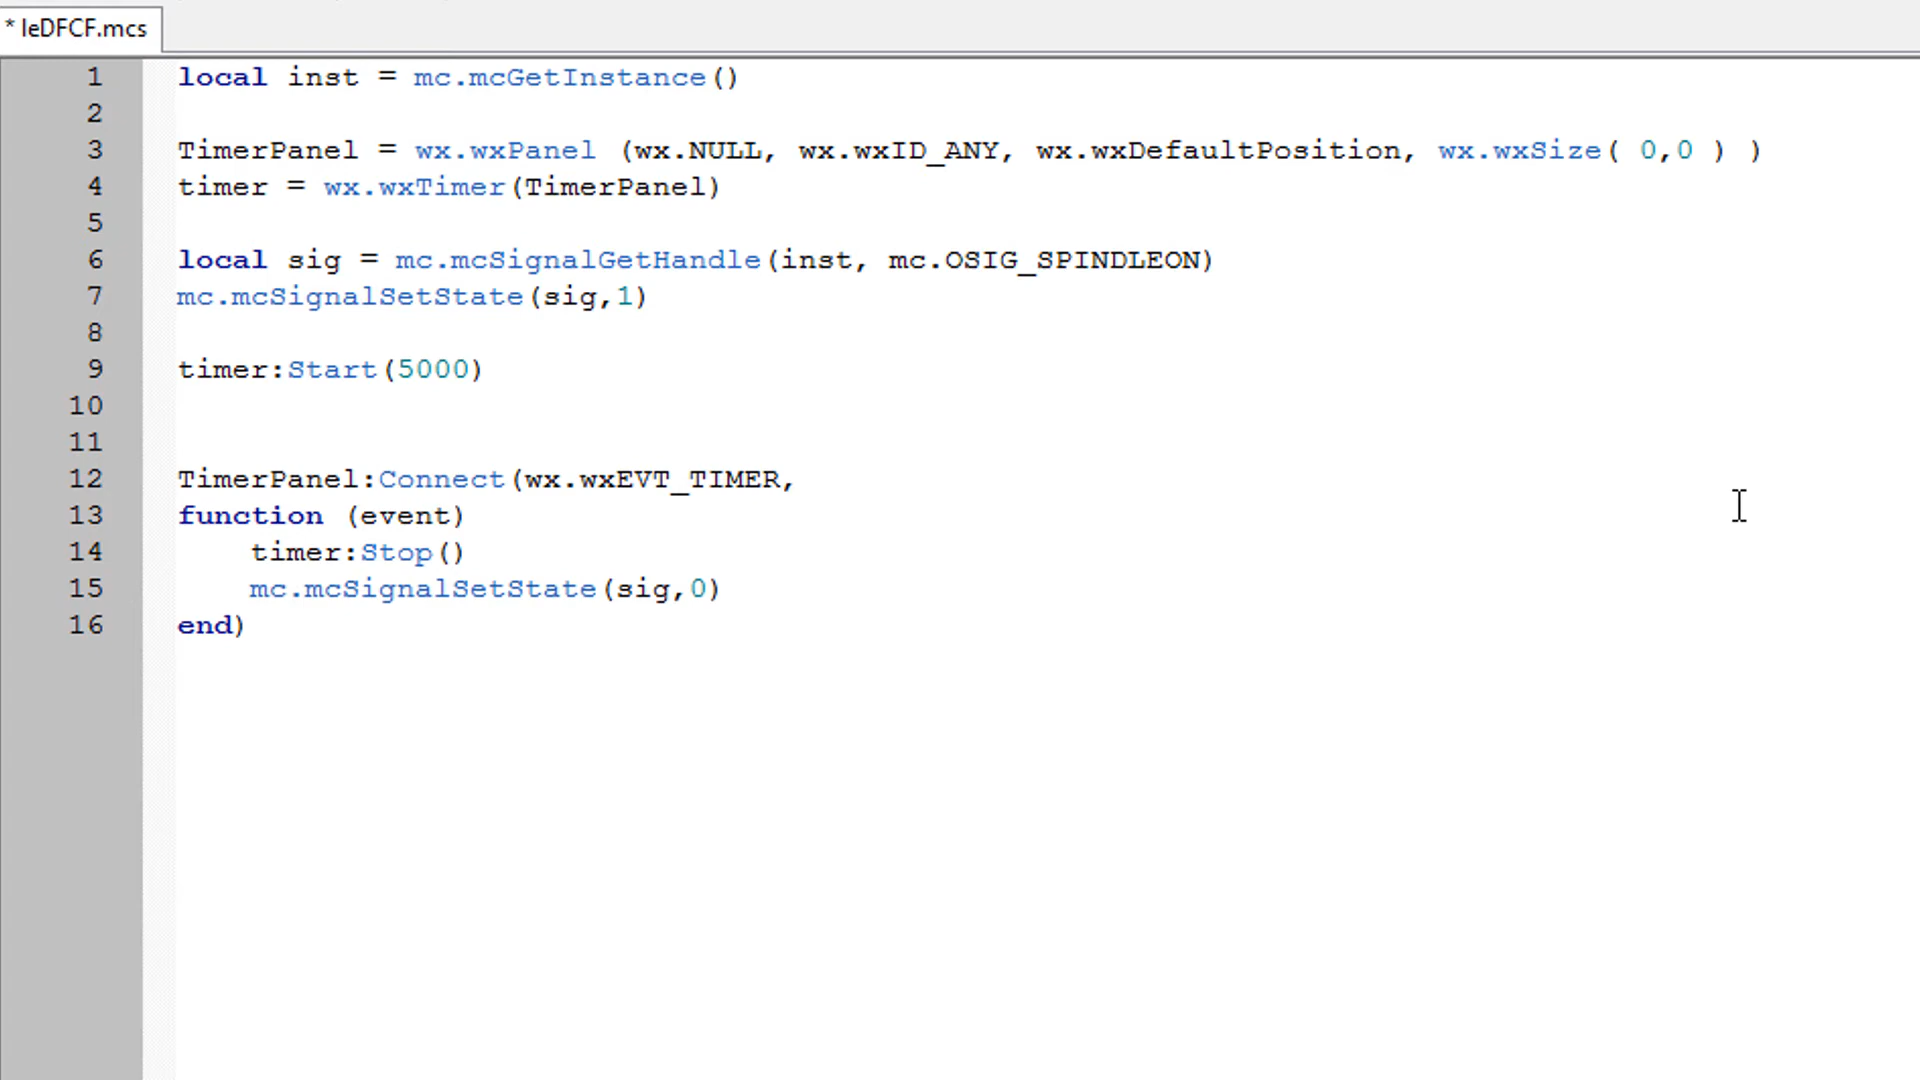 * leDFCF.mcs
1 local inst = mc.mcGetInstance()
2
3 TimerPanel = wx.wxPanel (wx.NULL, wx.wxID_ANY, wx.wxDefaultPosition, wx.wxSize( 0,0 ) )
4 timer = wx.wxTimer(TimerPanel)
5
6 local sig = mc.mcSignalGetHandle(inst, mc.OSIG_SPINDLEON)
7 mc.mcSignalSetState(sig,1)
8
9 timer:Start(5000)
10
11
12 TimerPanel:Connect(wx.wxEVT_TIMER,
13 function (event)
14     timer:Stop()
15     mc.mcSignalSetState(sig,0)
16 end)